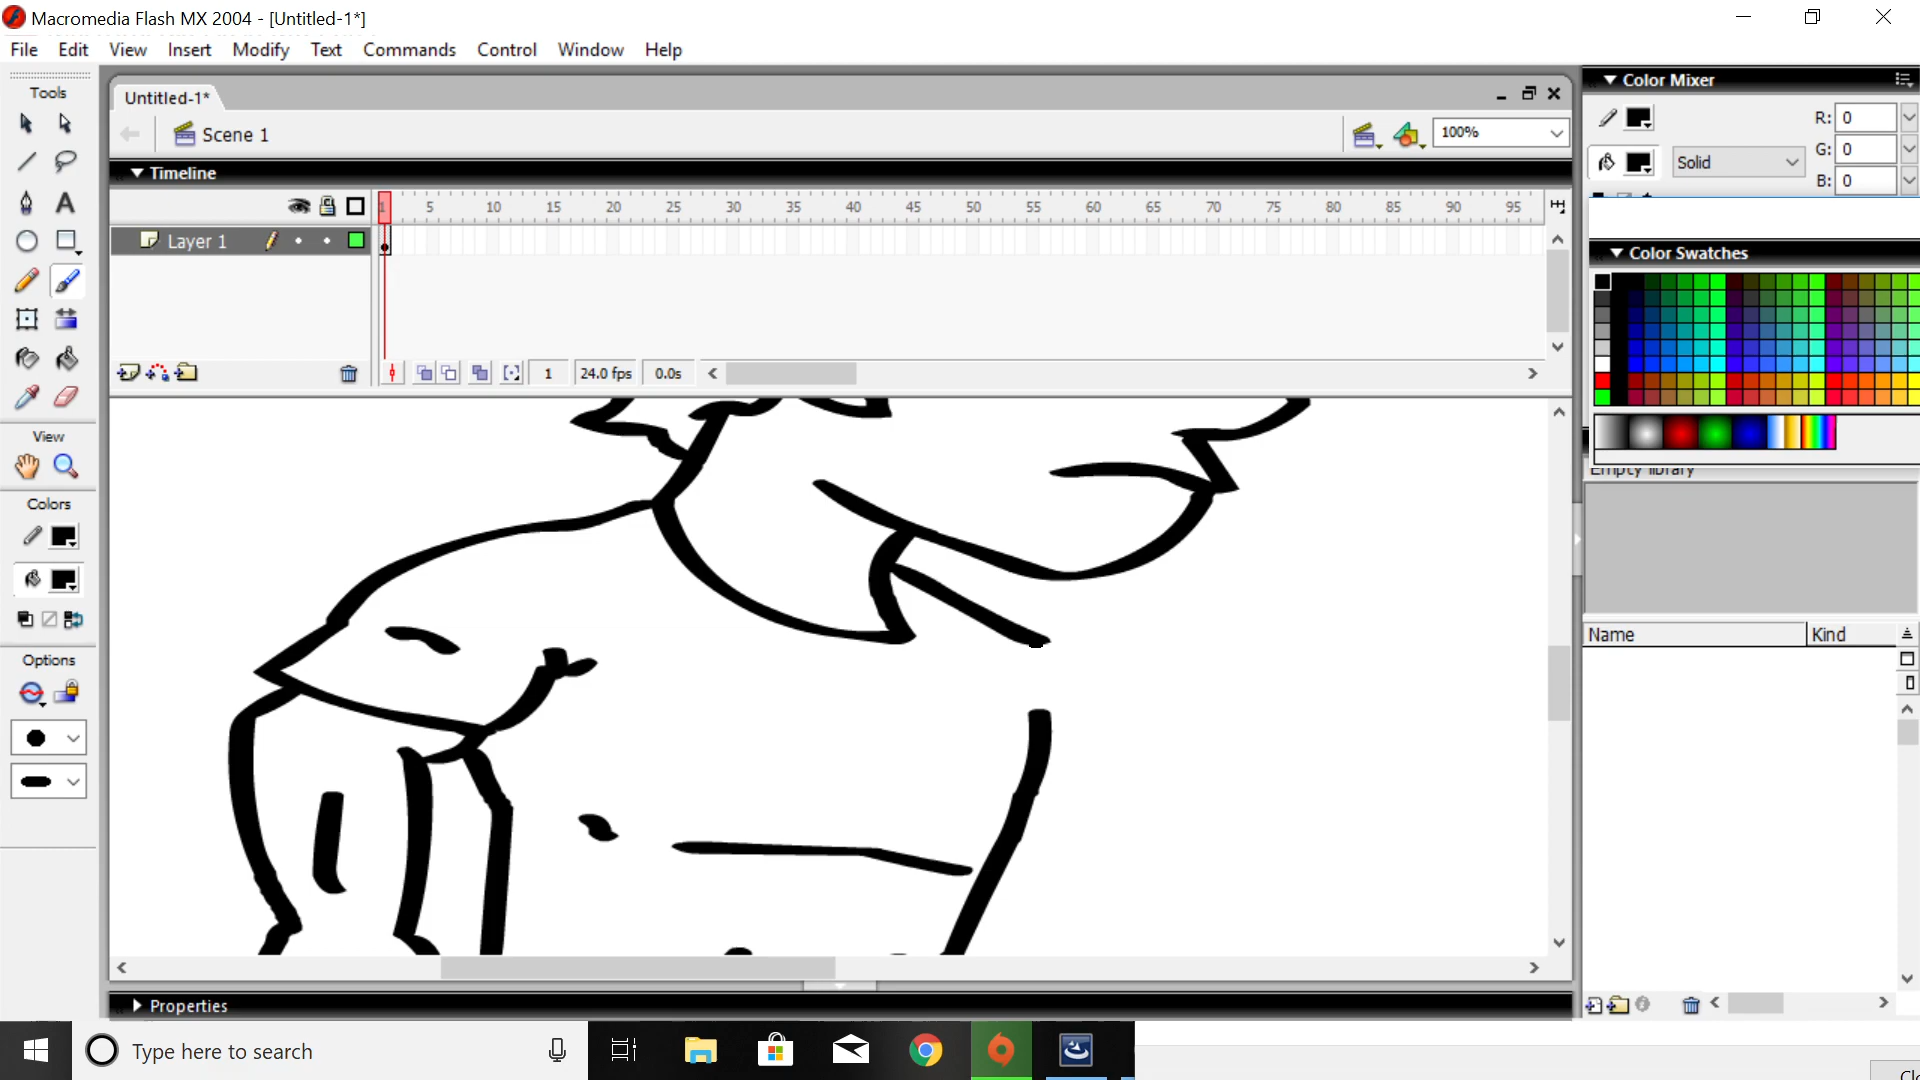 Macromedia Flash MX 2004 - [Untitled-1*]
File Edit View Insert Modify Text Commands Control Window Help
Tools
Untitled-1*
Scene 1
100%
Timeline
1 5 10 15 20 25 30 35 40 45 50 55 60 65 70 75 80 85 90 95
Layer 1
1 24.0 fps 0.0s
View
Colors
Options
Color Mixer
R: 0
Solid
G: 0
B: 0
Color Swatches
Empty library
Name Kind
Properties
Type here to search